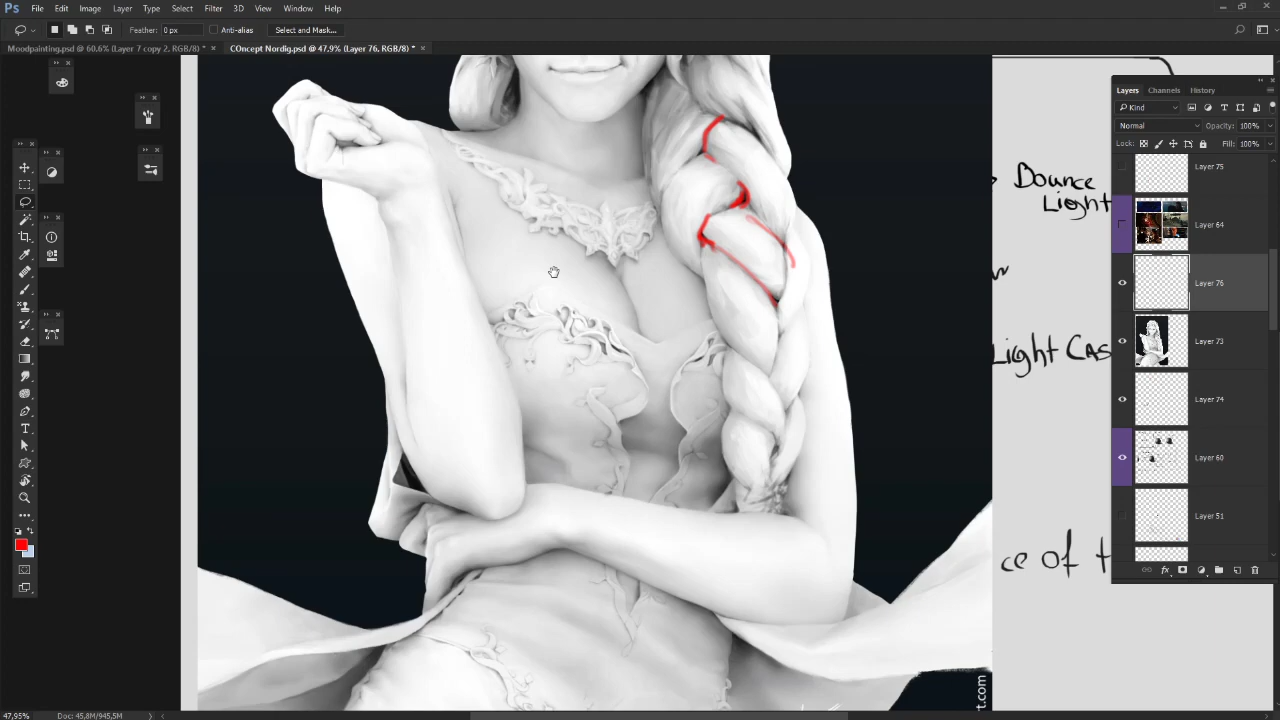 Ps File Edit Image Layer Type Select Filter 3D View Window Help
Feather: 0 px Anti-alias Select and Mask...
Moodpainting.psd @ 60,6% (Layer 7 copy 2, RGB/8) * × COncept Nordig.psd @ 47,9% (Layer 76, RGB/8) * ×
Layers Channels History
Kind
Normal Opacity: 100%
Lock: Fill: 100%
Layer 75
Layer 64
Layer 76
Layer 73
Layer 74
Layer 60
Layer 51
Bounce
Light
Light Cas
ce of t
rt.com
47,95% Doc: 45,8M/945,5M